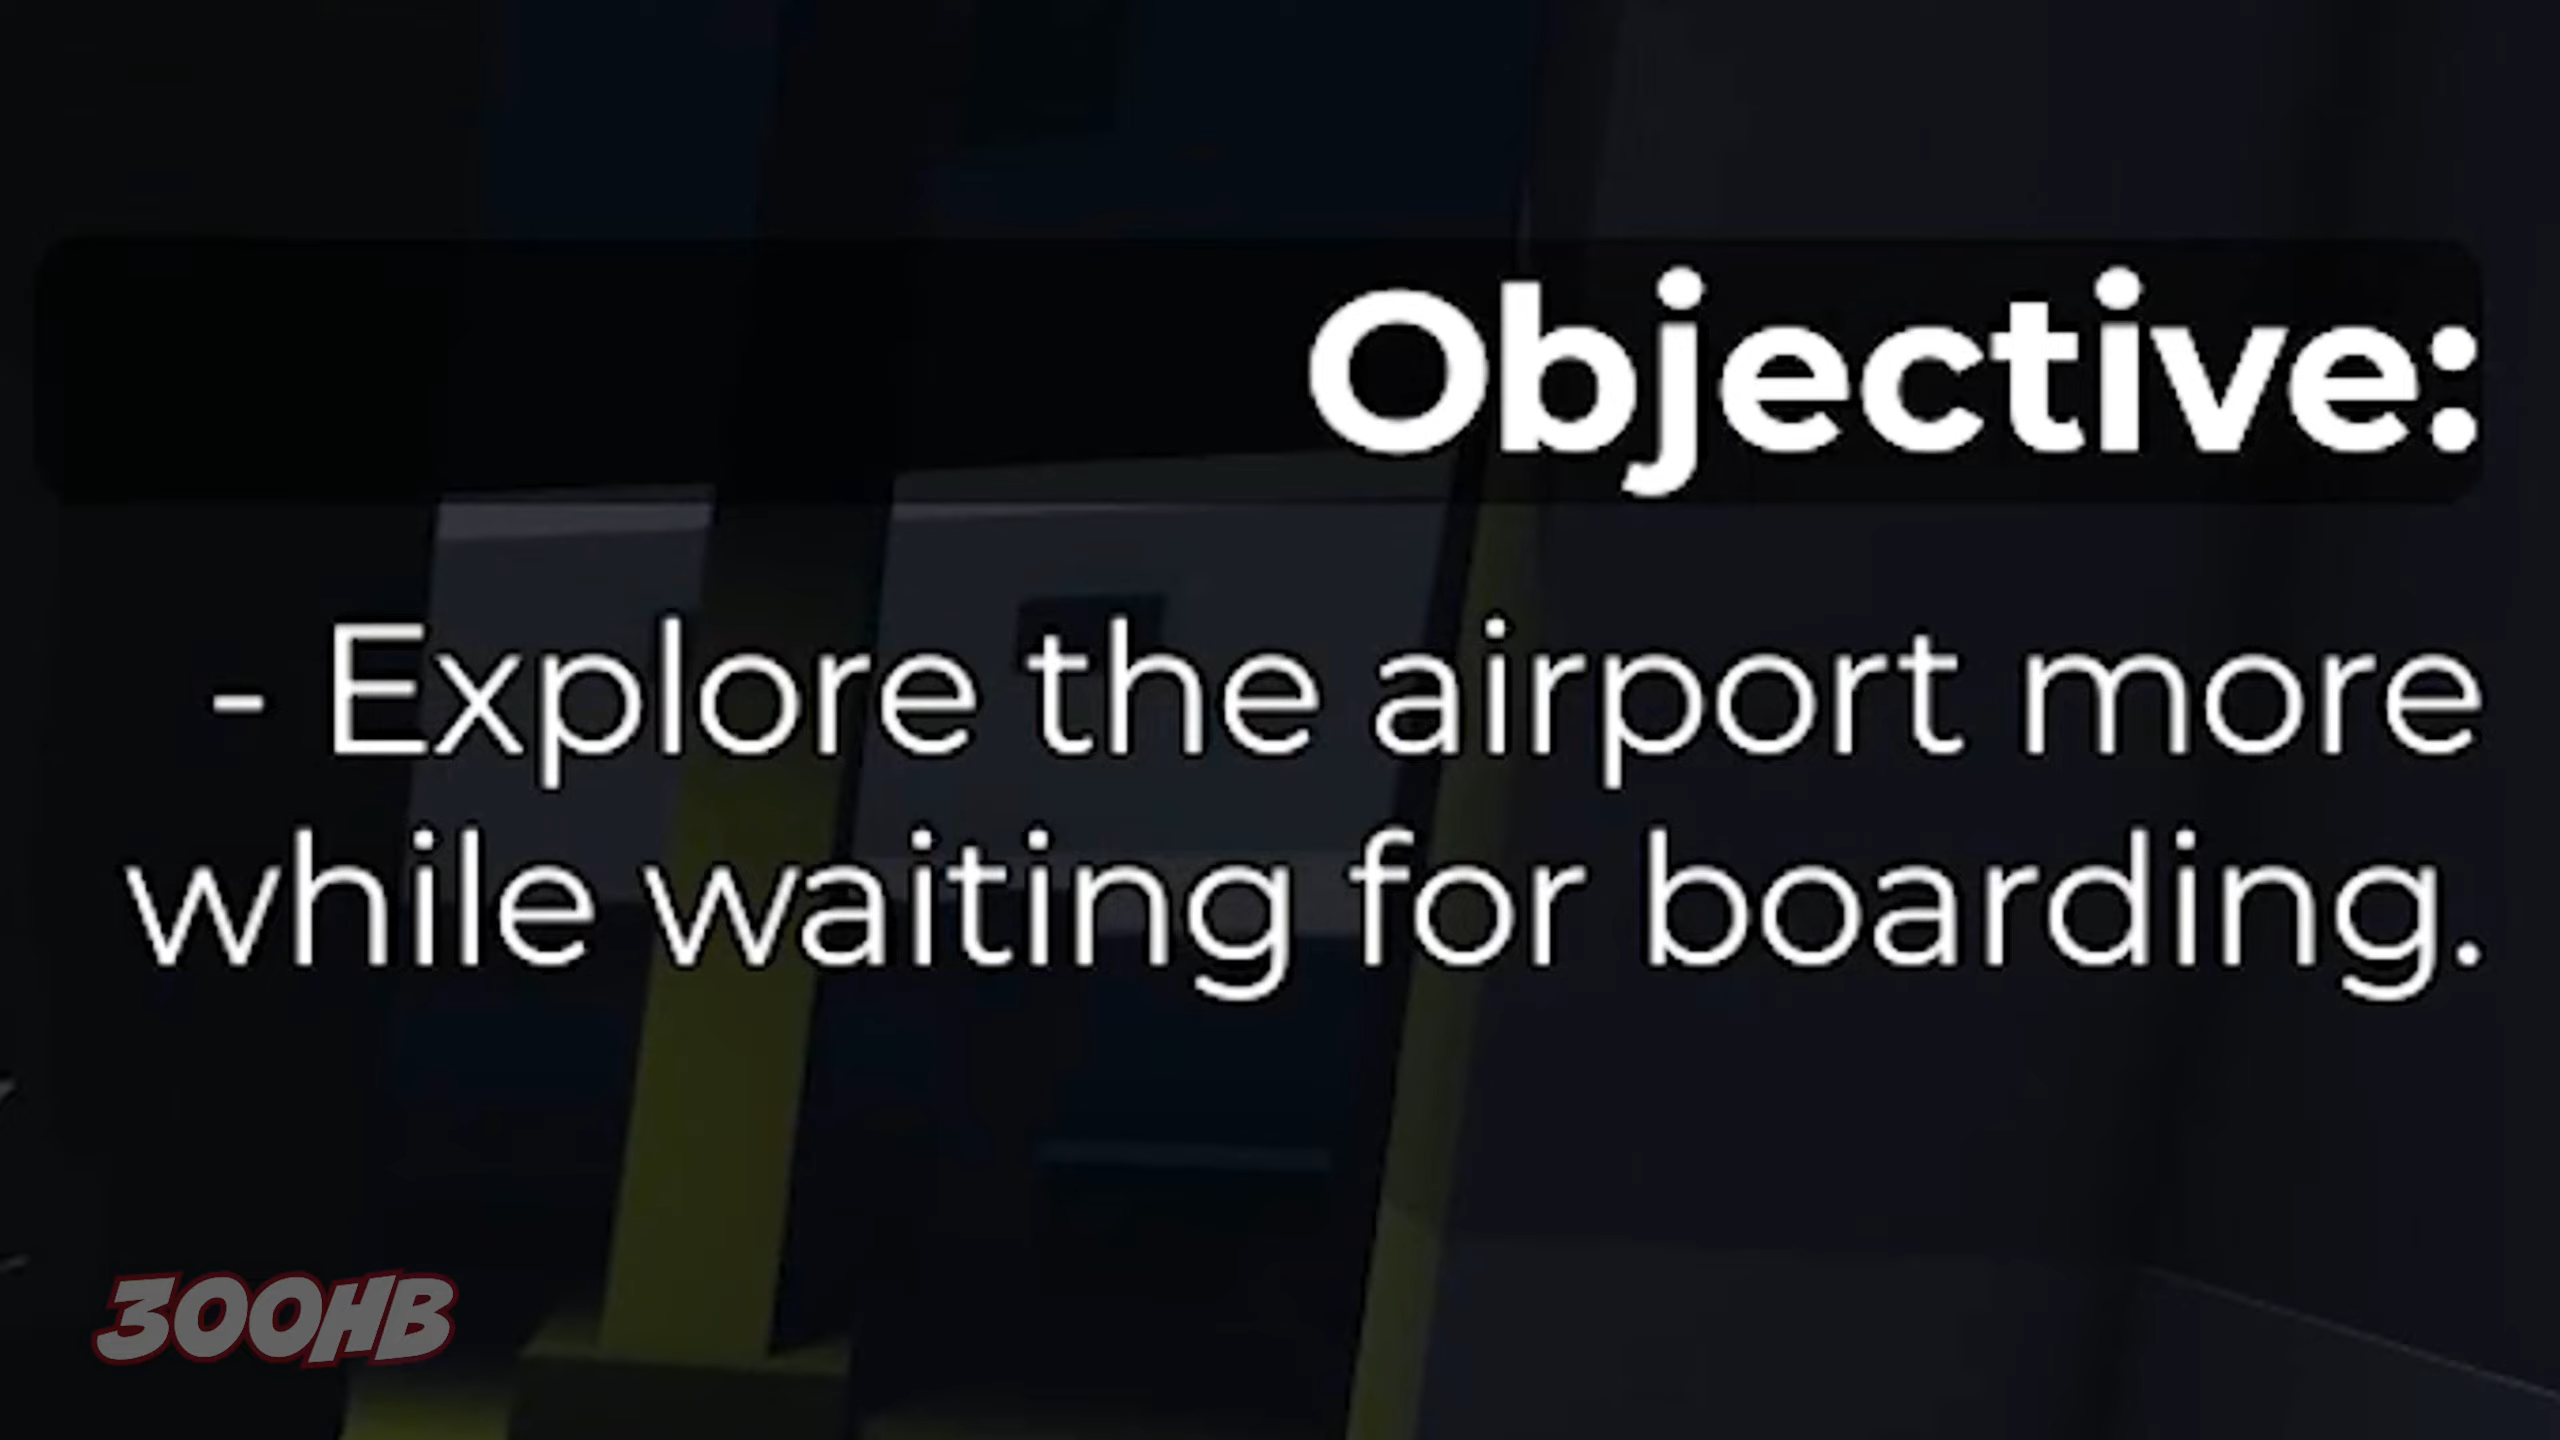 Objective:
- Explore the airport more
while waiting for boarding.
300HB